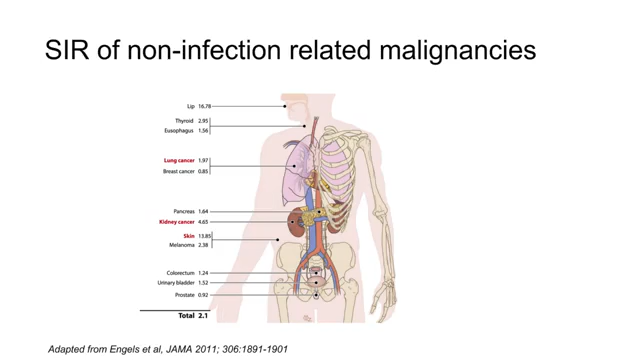 SIR of non-infection related malignancies
Lip 16.78
Thyroid 2.95
Eusophagus 1.56
Lung cancer 1.97
Breast cancer 0.85
Pancreas 1.64
Kidney cancer 4.65
Skin 13.85
Melanoma 2.38
Colorectum 1.24
Urinary bladder 1.52
Prostate 0.92
Total 2.1
Adapted from Engels et al, JAMA 2011; 306:1891-1901